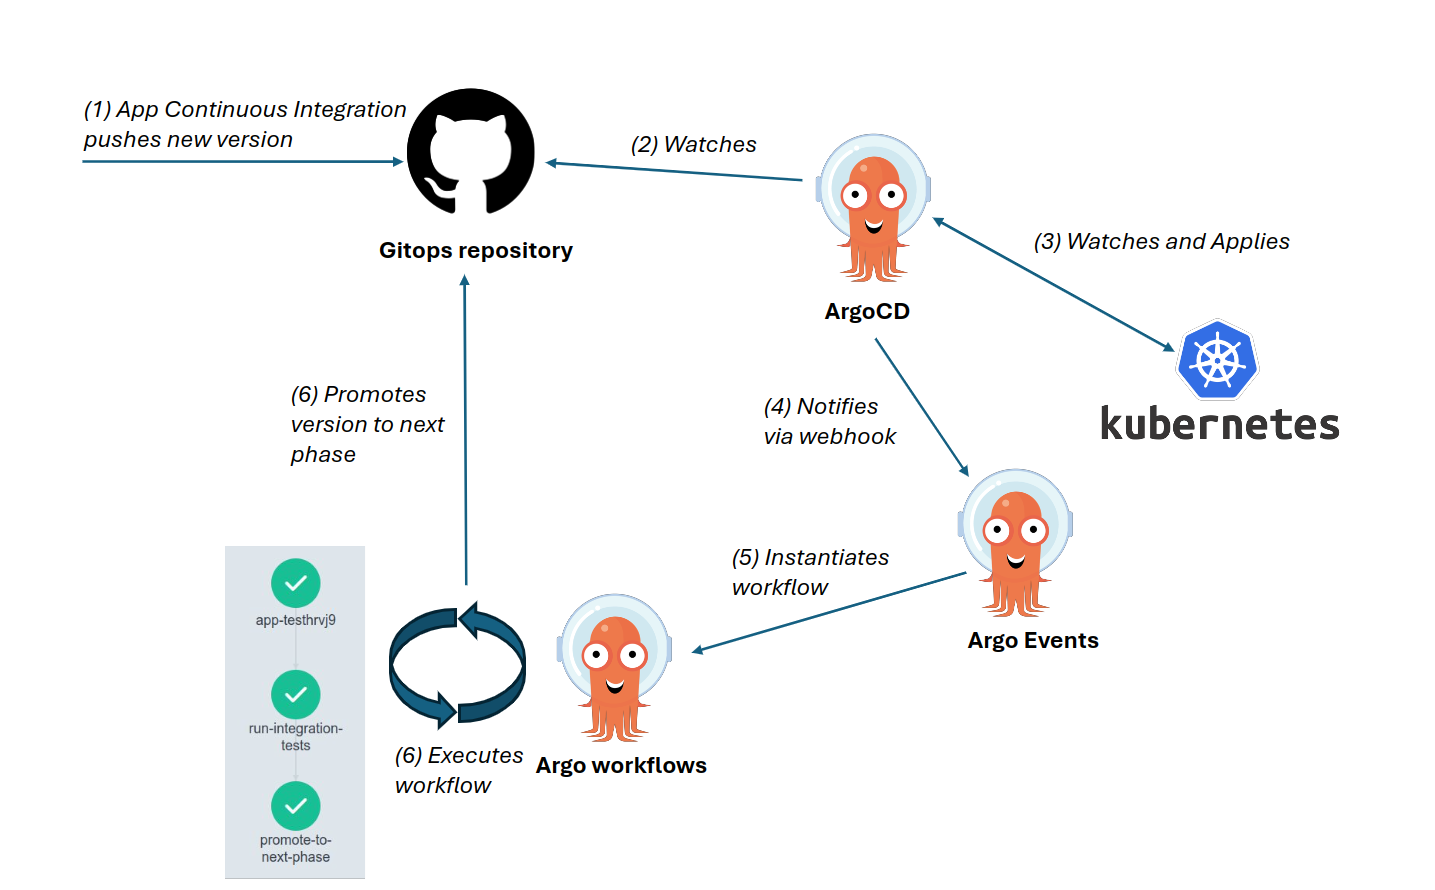 (1) App Continuous Integration
pushes new version
(2) Watches
Gitops repository
(3) Watches and Applies
ArgoCD
(4) Notifies
via webhook
kubernetes
(6) Promotes
version to next
phase
(5) Instantiates
workflow
Argo Events
app-testhrvj9
run-integration-
tests
promote-to-
next-phase
(6) Executes
workflow
Argo workflows